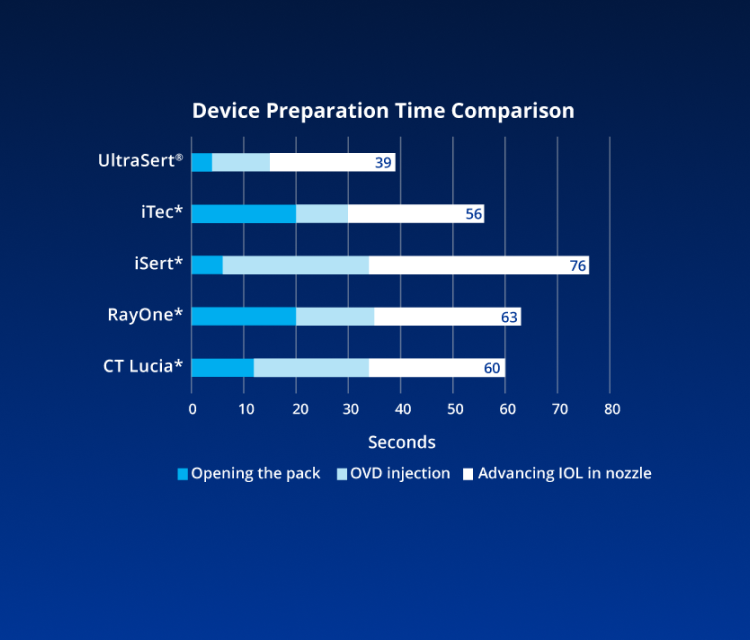 Device Preparation Time Comparison
UltraSert® 39
iTec* 56
iSert* 76
RayOne* 63
CT Lucia* 60
0 10 20 30 40 50 60 70 80
Seconds
Opening the pack OVD injection Advancing IOL in nozzle